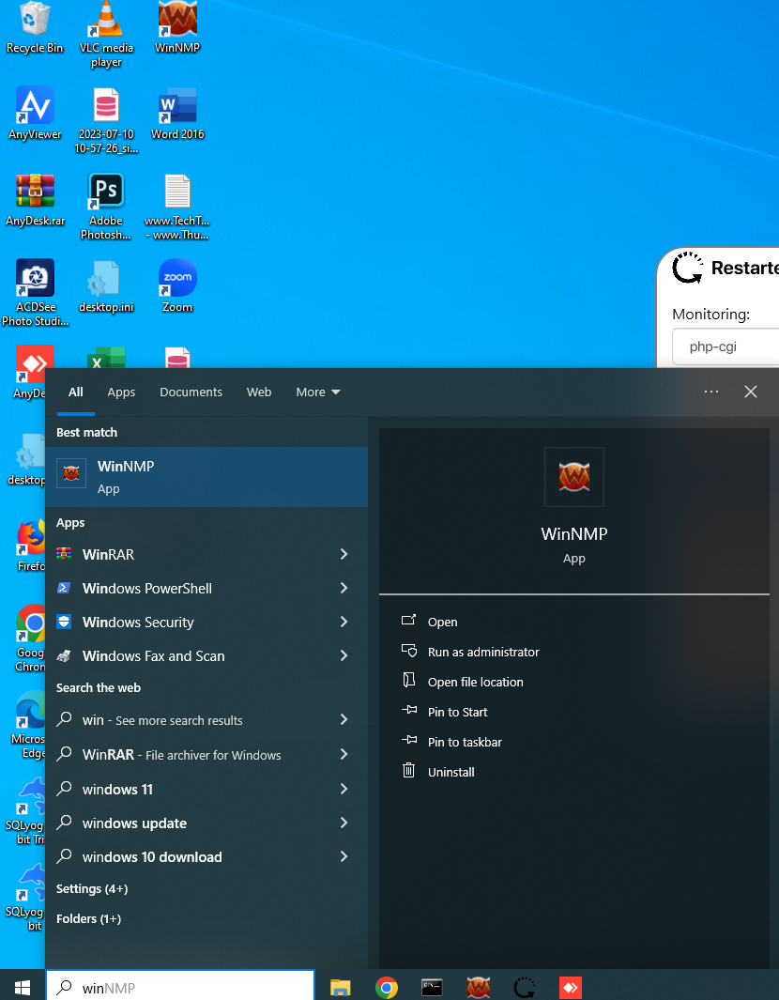 Recycle Bin
VLC media
player
WinNMP
AnyViewer
2023-07-10
10-57-26_si...
Word 2016
AnyDesk.rar
Adobe
Photosh...
www.TechT...
- www.Thu...
ACDSee
Photo Studi...
desktop.ini
Zoom
zoom
Ps
Restarte
Monitoring:
php-cgi
AnyDe
desktop
Firefo
Goog
Chron
Micros
Edge
SQLyog
bit Tri
SQLyog
bit
All
Apps
Documents
Web
More
Best match
WinNMP
App
Apps
WinRAR
Windows PowerShell
Windows Security
Windows Fax and Scan
Search the web
win - See more search results
WinRAR - File archiver for Windows
windows 11
windows update
windows 10 download
Settings (4+)
Folders (1+)
WinNMP
App
Open
Run as administrator
Open file location
Pin to Start
Pin to taskbar
Uninstall
winNMP